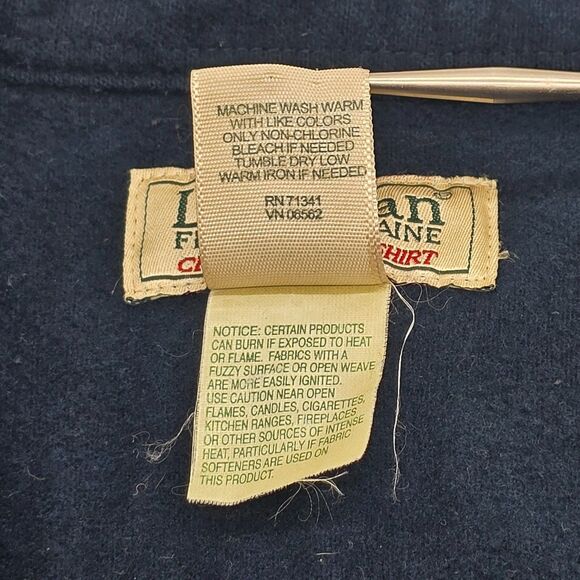 MACHINE WASH WARM
WITH LIKE COLORS
ONLY NON-CHLORINE
BLEACH IF NEEDED
TUMBLE DRY LOW
WARM IRON IF NEEDED
RN 71341
VN 06562
L an®
F AINE
C SHIRT
NOTICE: CERTAIN PRODUCTS
CAN BURN IF EXPOSED TO HEAT
OR FLAME. FABRICS WITH A
FUZZY SURFACE OR OPEN WEAVE
ARE MORE EASILY IGNITED.
USE CAUTION NEAR OPEN
FLAMES, CANDLES, CIGARETTES,
KITCHEN RANGES, FIREPLACES
OR OTHER SOURCES OF INTENSE
HEAT, PARTICULARLY IF FABRIC
SOFTENERS ARE USED ON
THIS PRODUCT.